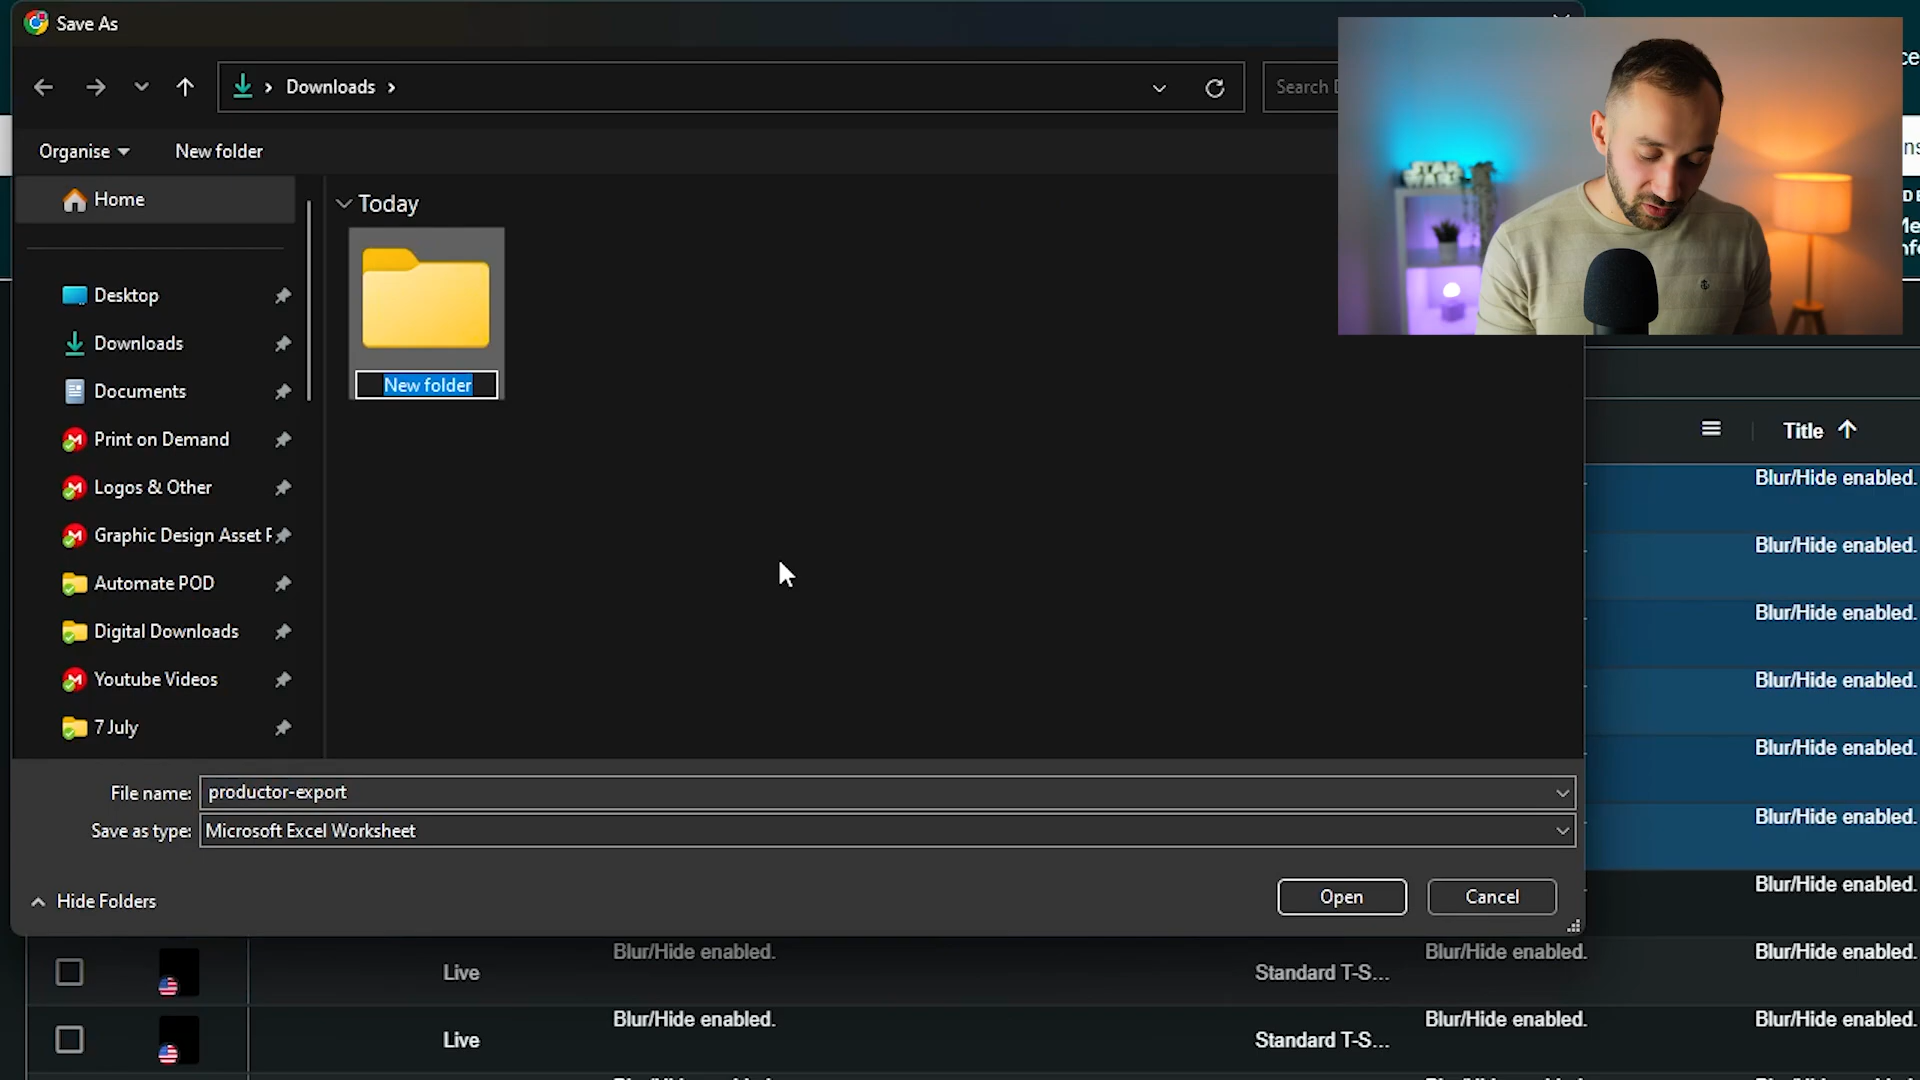 Save As
Downloads
Search
Organise
New folder
Home
Today
Desktop
Downloads
Documents
Print on Demand
Logos & Other
Graphic Design Asset
Automate POD
Digital Downloads
Youtube Videos
7 July
New folder
STAR
WARS
Title
Blur/Hide enabled.
Blur/Hide enabled.
Blur/Hide enabled.
Blur/Hide enabled.
Blur/Hide enabled.
Blur/Hide enabled.
Blur/Hide enabled.
File name: productor-export
Save as type: Microsoft Excel Worksheet
Hide Folders
Open
Cancel
Live Blur/Hide enabled. Standard T-S... Blur/Hide enabled. Blur/Hide enabled.
Live Blur/Hide enabled. Standard T-S... Blur/Hide enabled. Blur/Hide enabled.